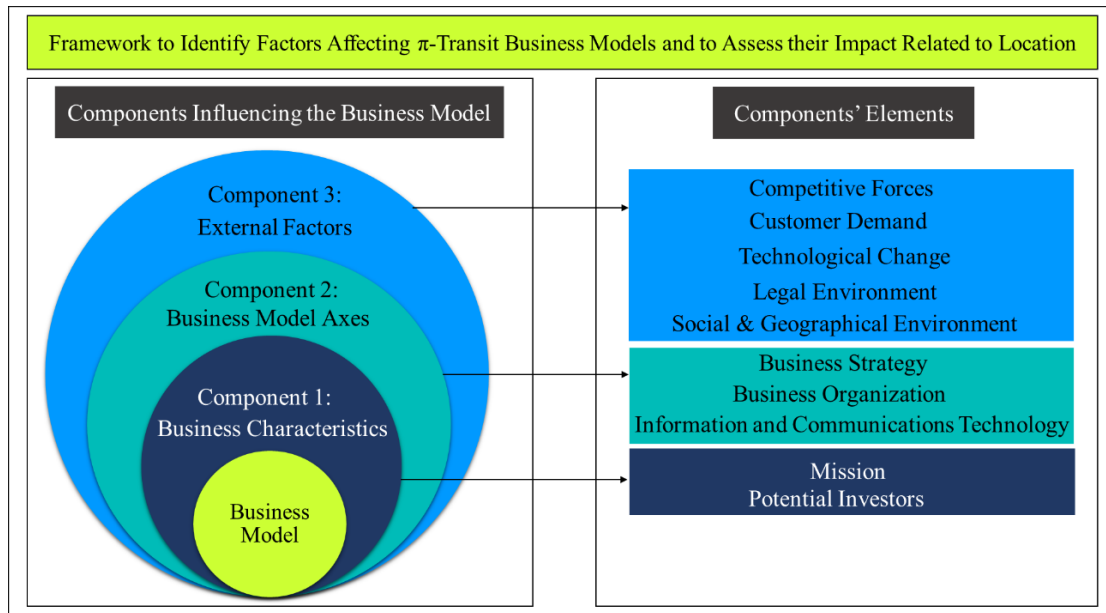 Framework to Identify Factors Affecting π-Transit Business Models and to Assess their Impact Related to Location
Components Influencing the Business Model
Component 3:
External Factors
Component 2:
Business Model Axes
Component 1:
Business Characteristics
Business
Model
Components’ Elements
Competitive Forces
Customer Demand
Technological Change
Legal Environment
Social & Geographical Environment
Business Strategy
Business Organization
Information and Communications Technology
Mission
Potential Investors